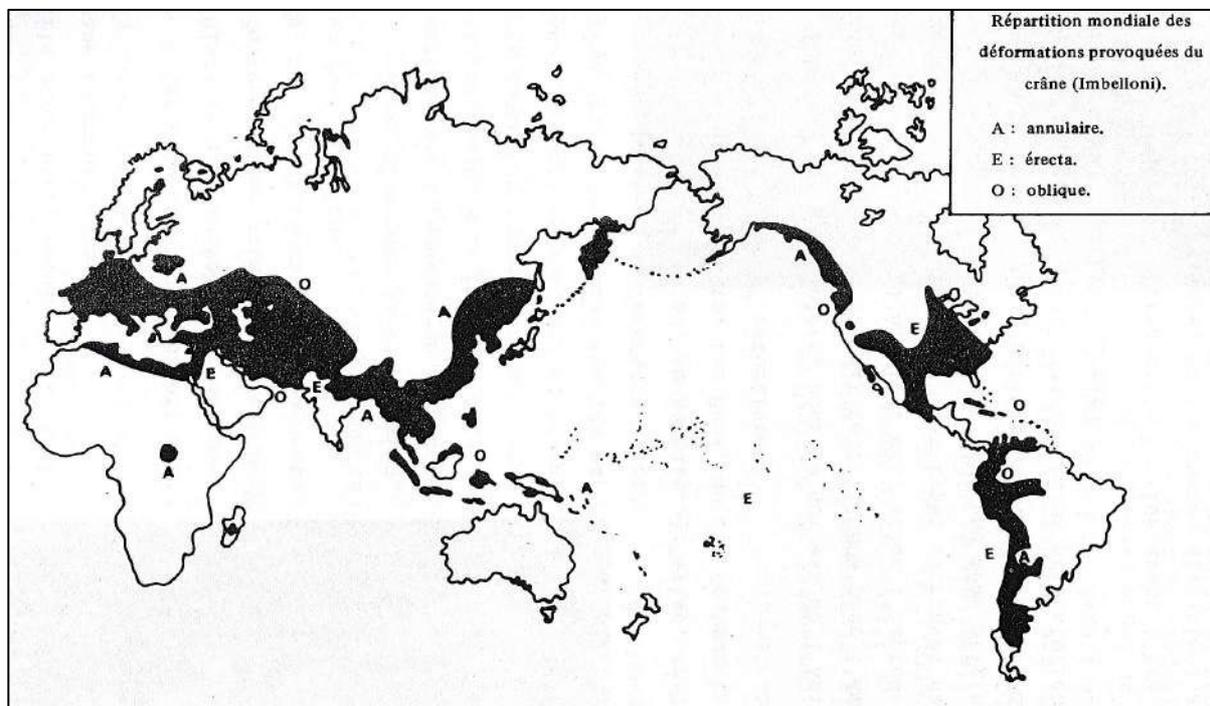 Répartition mondiale des
déformations provoquées du
crâne (Imbelloni).
A : annulaire.
E : érecta.
O : oblique.
A
O
A
A
E
O
E
A
A
A
O
A
E
A
O
E
O
O
O
E
A